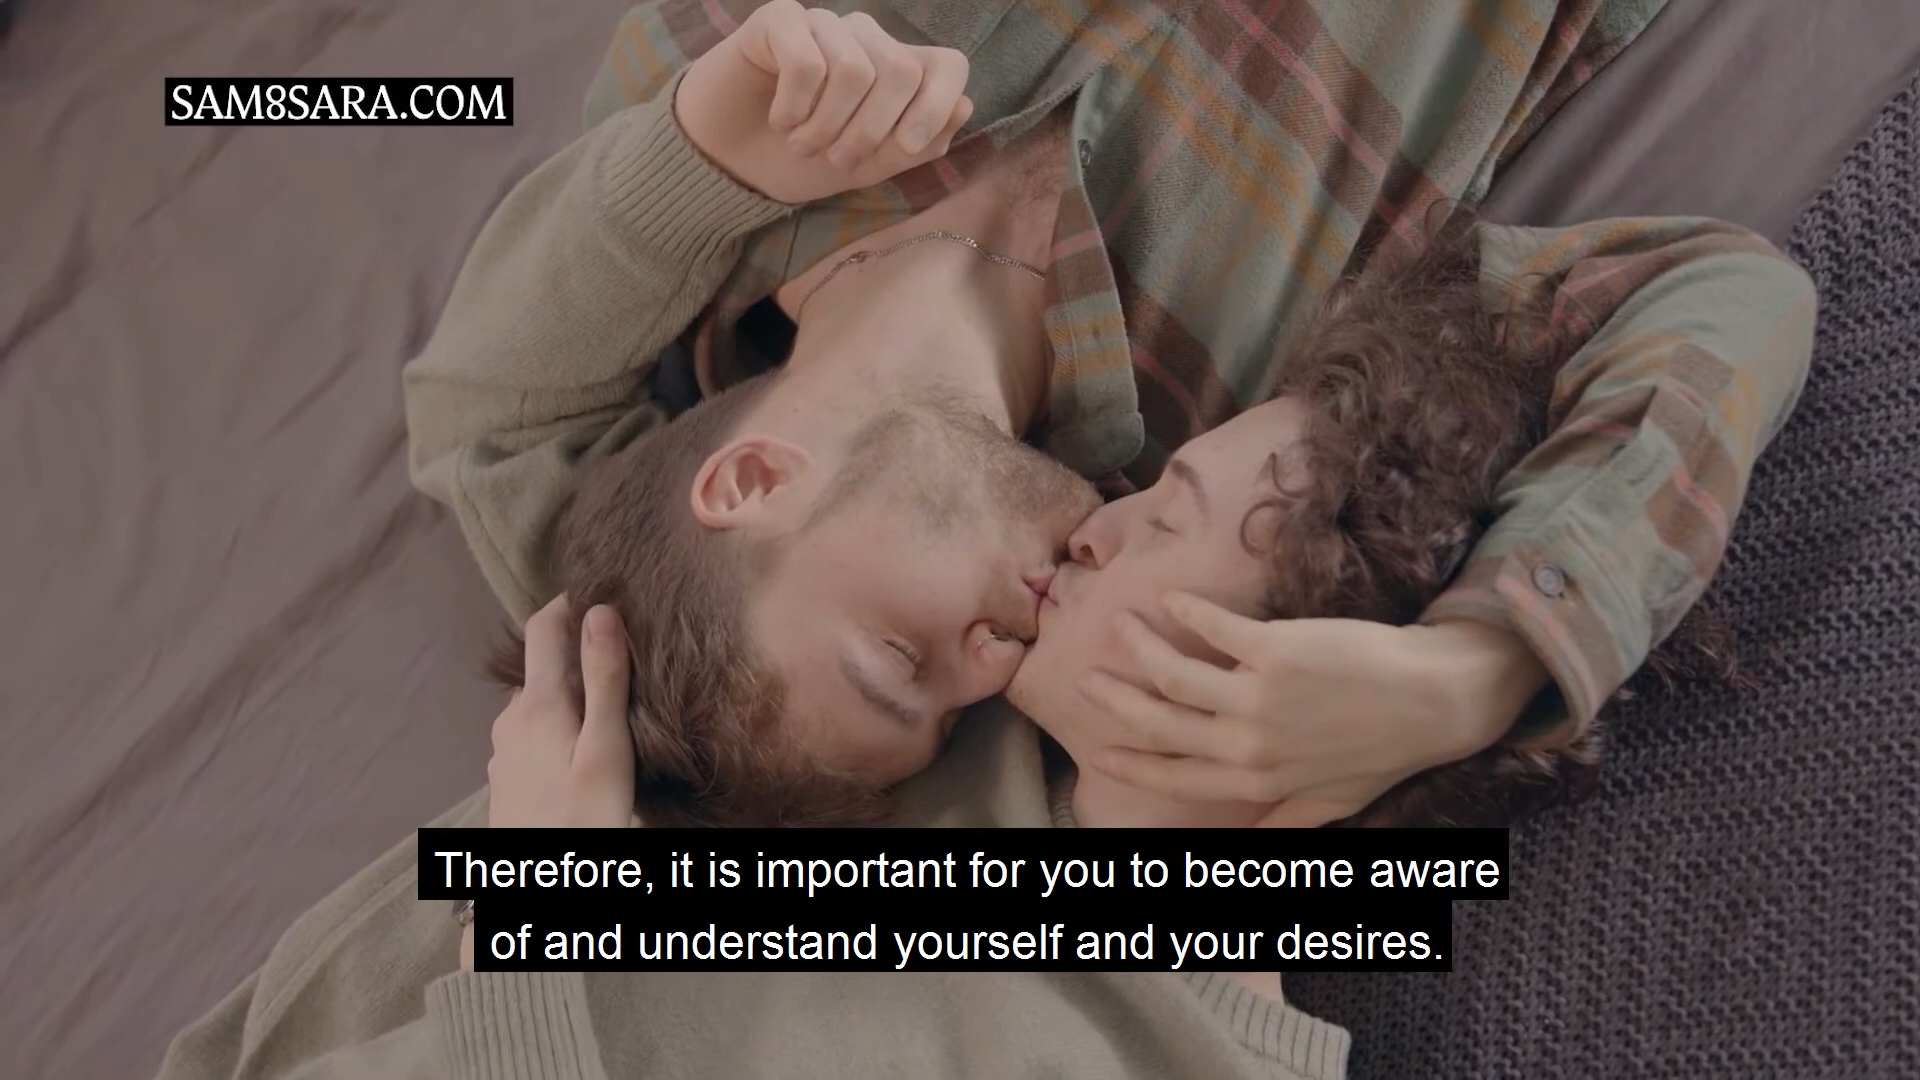 SAM8SARA.COM
Therefore, it is important for you to become aware
of and understand yourself and your desires.